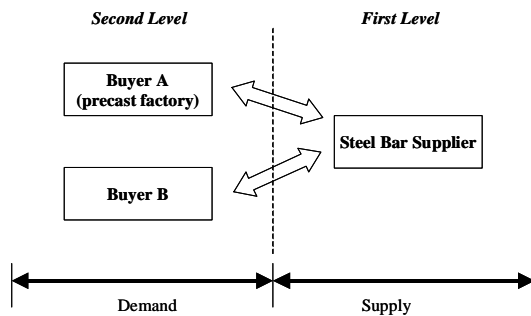 Second Level
First Level
Buyer A
(precast factory)
Steel Bar Supplier
Buyer B
Demand
Supply